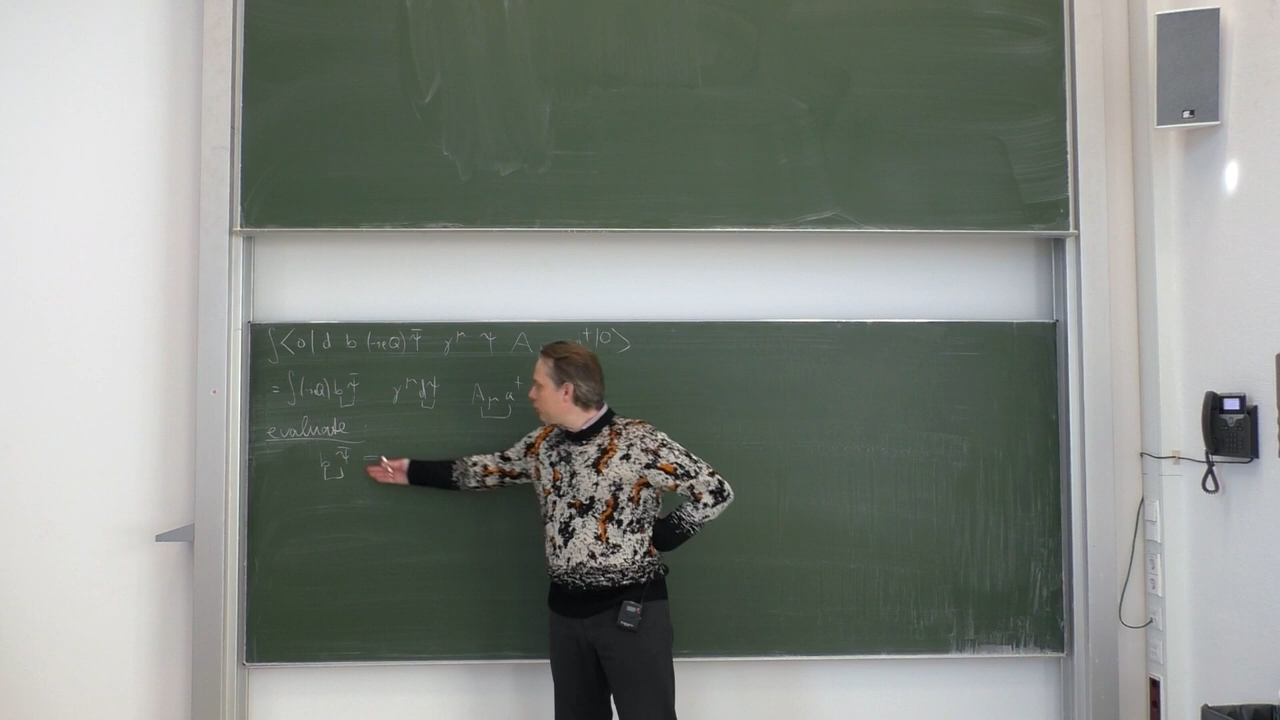 ∫⟨0| d b (-ieQ) Ψ̄ γ^μ Ψ A †|0⟩
= ∫(-ieQ) b Ψ̄ γ^μ d Ψ A_μ a†
evaluate :
b Ψ̄ =